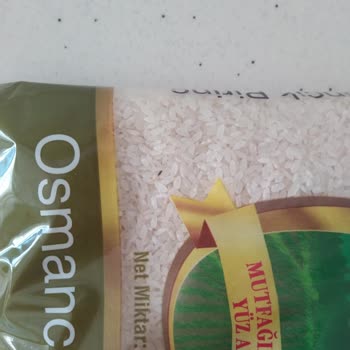 Osmanc
Net Miktar:
MUTFAĞI
YÜZ A